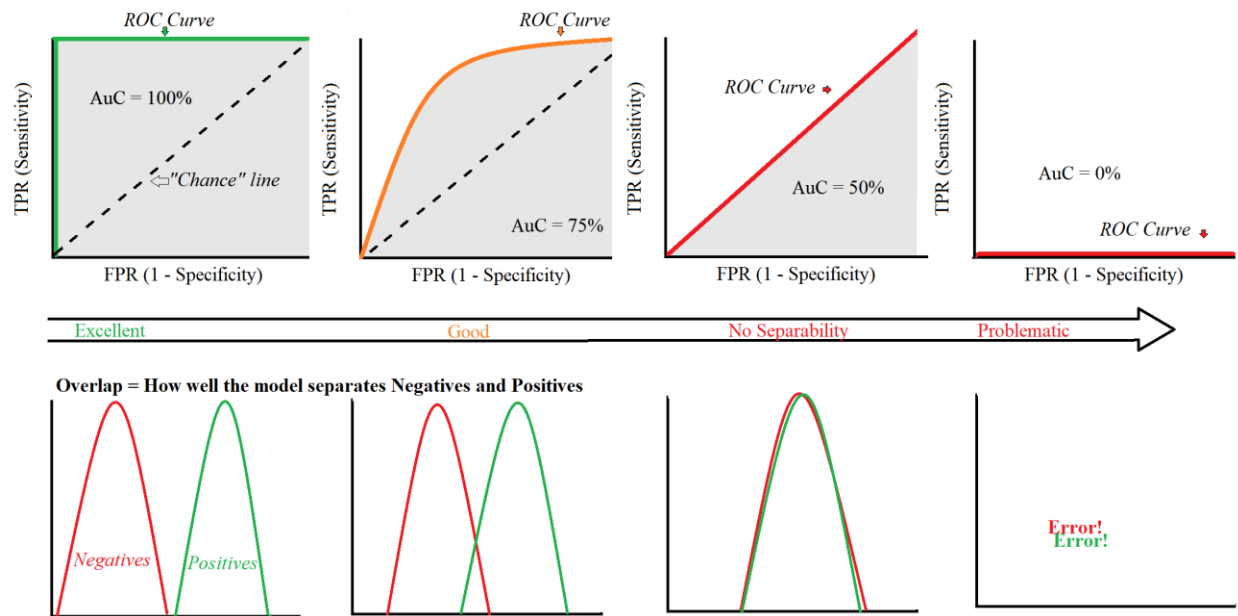 ROC Curve
TPR (Sensitivity)
AuC = 100%
"Chance" line
FPR (1 - Specificity)
ROC Curve
TPR (Sensitivity)
AuC = 75%
FPR (1 - Specificity)
ROC Curve
TPR (Sensitivity)
AuC = 50%
FPR (1 - Specificity)
TPR (Sensitivity)
AuC = 0%
ROC Curve
FPR (1 - Specificity)
Excellent
Good
No Separability
Problematic
Overlap = How well the model separates Negatives and Positives
Negatives
Positives
Error!
Error!